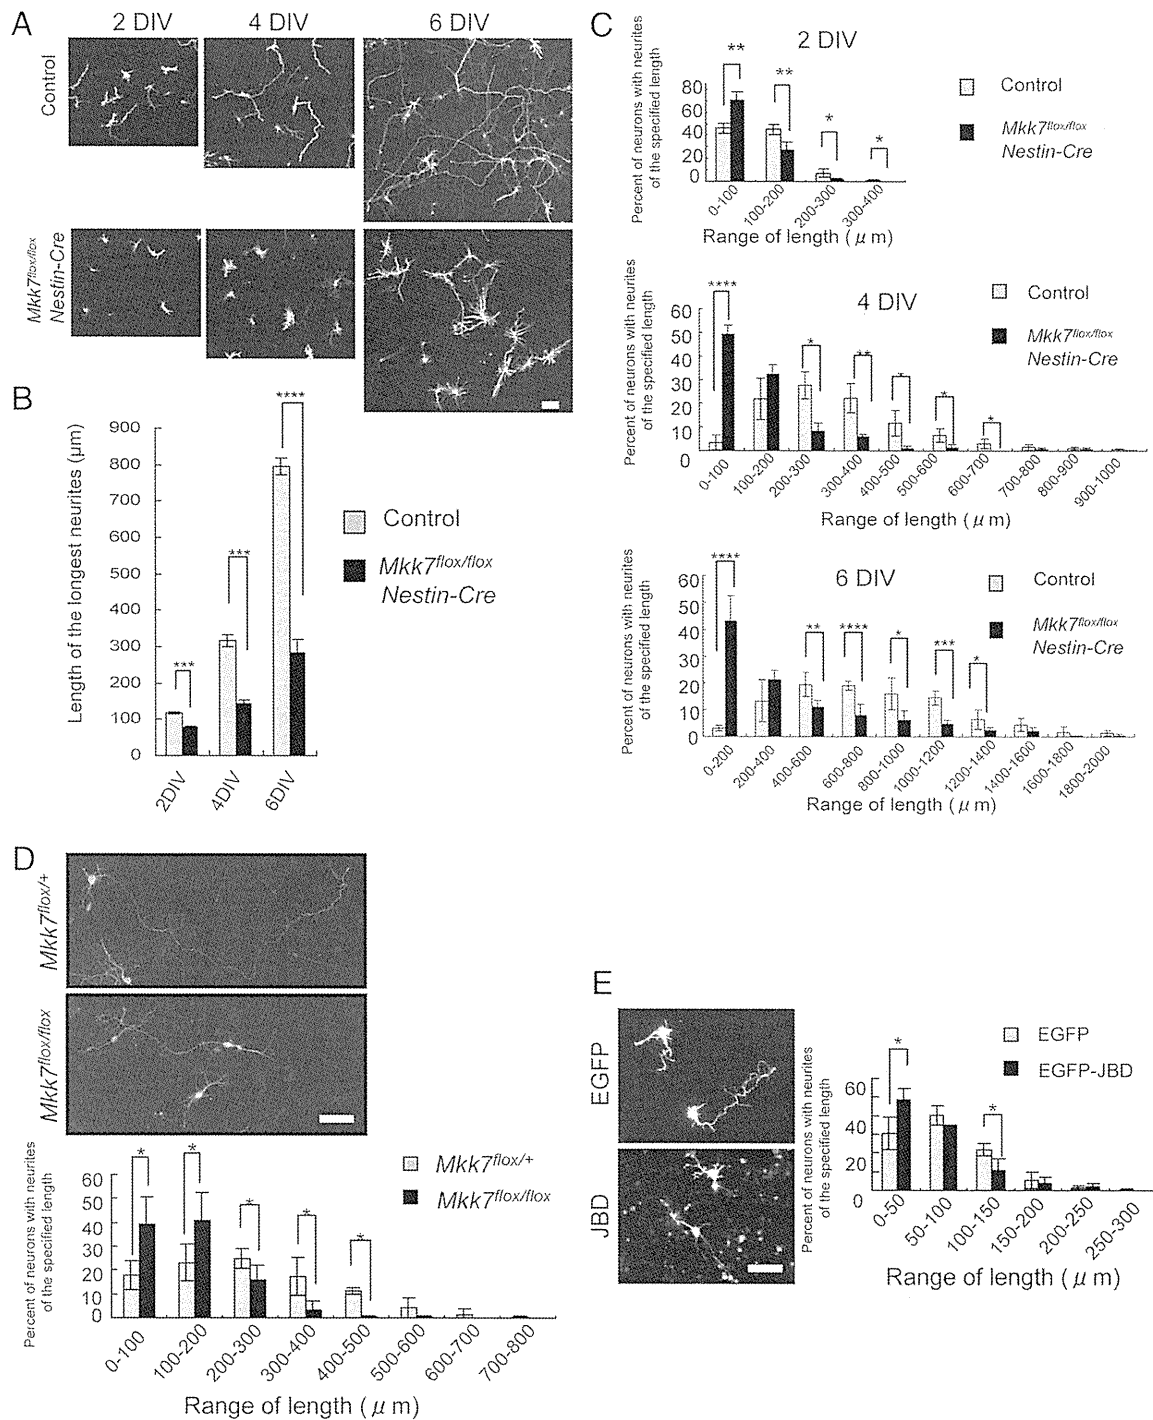 A
2 DIV
4 DIV
6 DIV
Control
Mkk7flox/flox
Nestin-Cre
B
Length of the longest neurites (μm)
900
800
700
600
500
400
300
200
100
0
***
***
****
2DIV
4DIV
6DIV
Control
Mkk7flox/flox
Nestin-Cre
C
2 DIV
Percent of neurons with neurites
of the specified length
80
60
40
20
0
**
**
*
*
0-100
100-200
200-300
300-400
Range of length ( μ m)
Control
Mkk7flox/flox
Nestin-Cre
4 DIV
Percent of neurons with neurites
of the specified length
60
50
40
30
20
10
0
****
*
**
*
*
*
0-100
100-200
200-300
300-400
400-500
500-600
600-700
700-800
800-900
900-1000
Range of length ( μ m)
Control
Mkk7flox/flox
Nestin-Cre
6 DIV
Percent of neurons with neurites
of the specified length
60
50
40
30
20
10
0
****
**
****
*
***
*
0-200
200-400
400-600
600-800
800-1000
1000-1200
1200-1400
1400-1600
1600-1800
1800-2000
Range of length ( μ m)
Control
Mkk7flox/flox
Nestin-Cre
D
Mkk7flox/+
Mkk7flox/flox
Percent of neurons with neurites
of the specified length
60
50
40
30
20
10
0
*
*
*
*
*
0-100
100-200
200-300
300-400
400-500
500-600
600-700
700-800
Range of length ( μ m)
Mkk7flox/+
Mkk7flox/flox
E
EGFP
JBD
Percent of neurons with neurites
of the specified length
80
60
40
20
0
*
*
0-50
50-100
100-150
150-200
200-250
250-300
Range of length ( μ m)
EGFP
EGFP-JBD